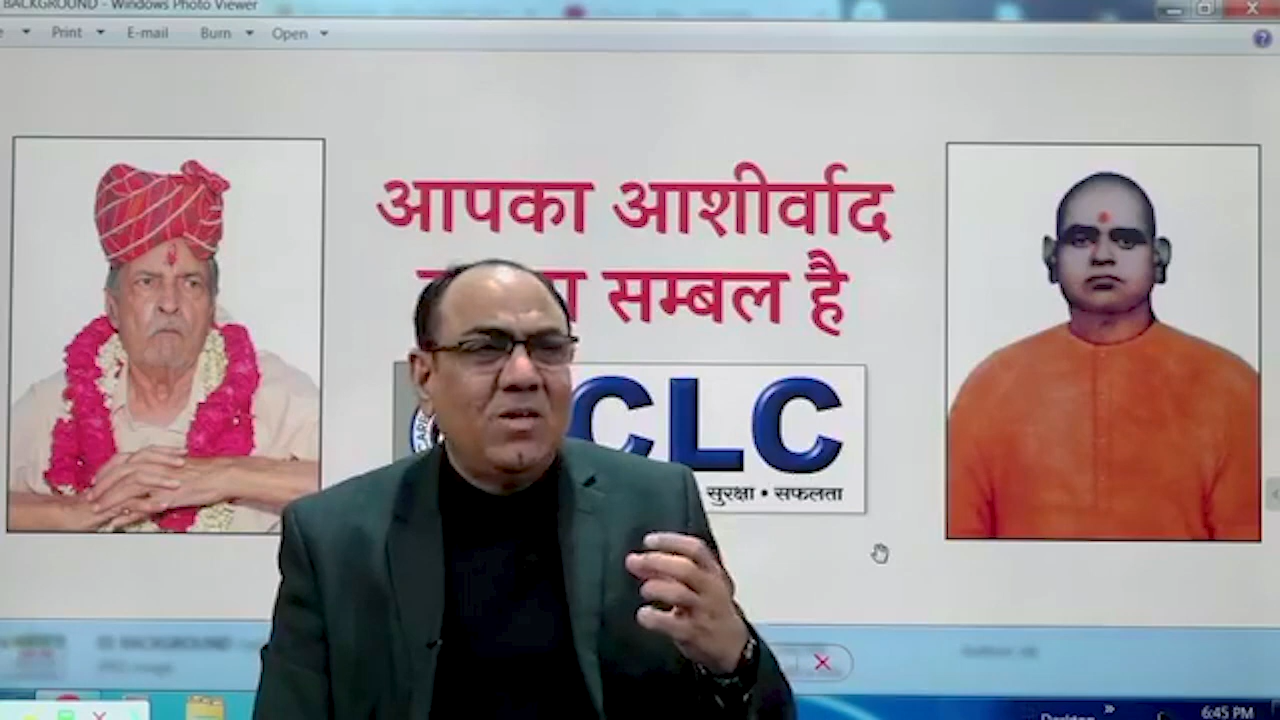 BACKGROUND - Windows Photo Viewer
Print E-mail Burn Open
आपका आशीर्वाद
सम्बल है
CLC
सुरक्षा • सफलता
6:45 PM